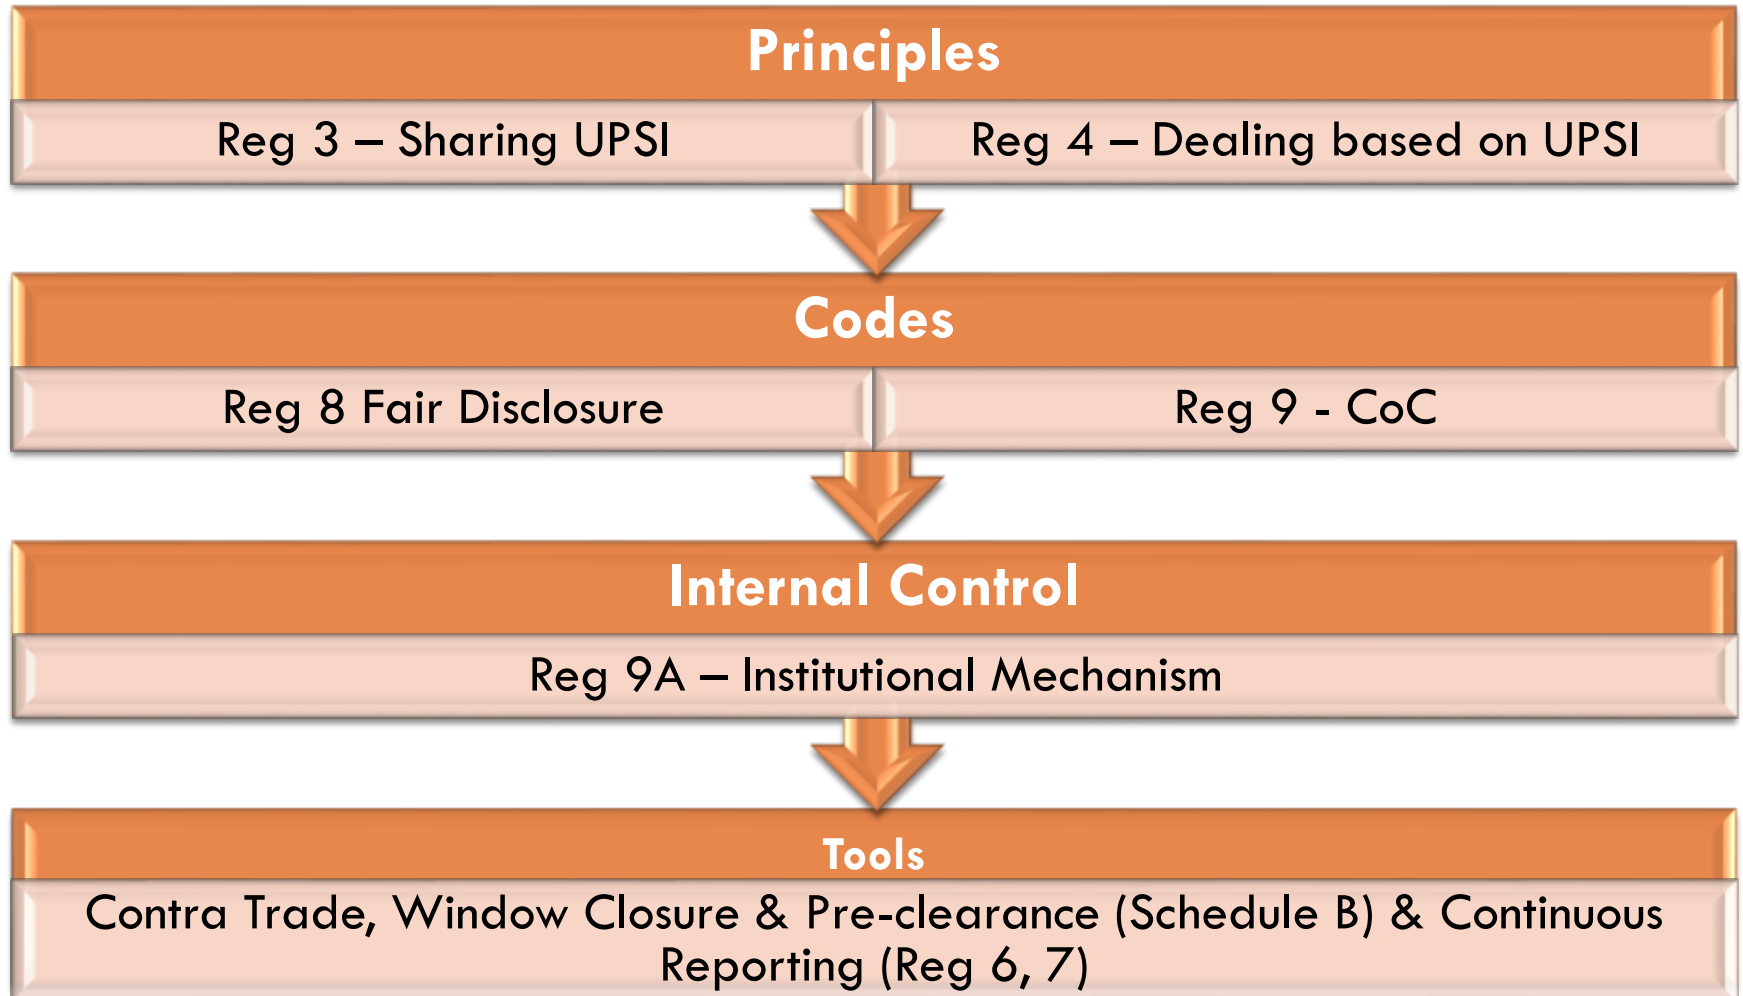 Principles
Reg 3 – Sharing UPSI
Reg 4 – Dealing based on UPSI
Codes
Reg 8 Fair Disclosure
Reg 9 - CoC
Internal Control
Reg 9A – Institutional Mechanism
Tools
Contra Trade, Window Closure & Pre-clearance (Schedule B) & Continuous
Reporting (Reg 6, 7)